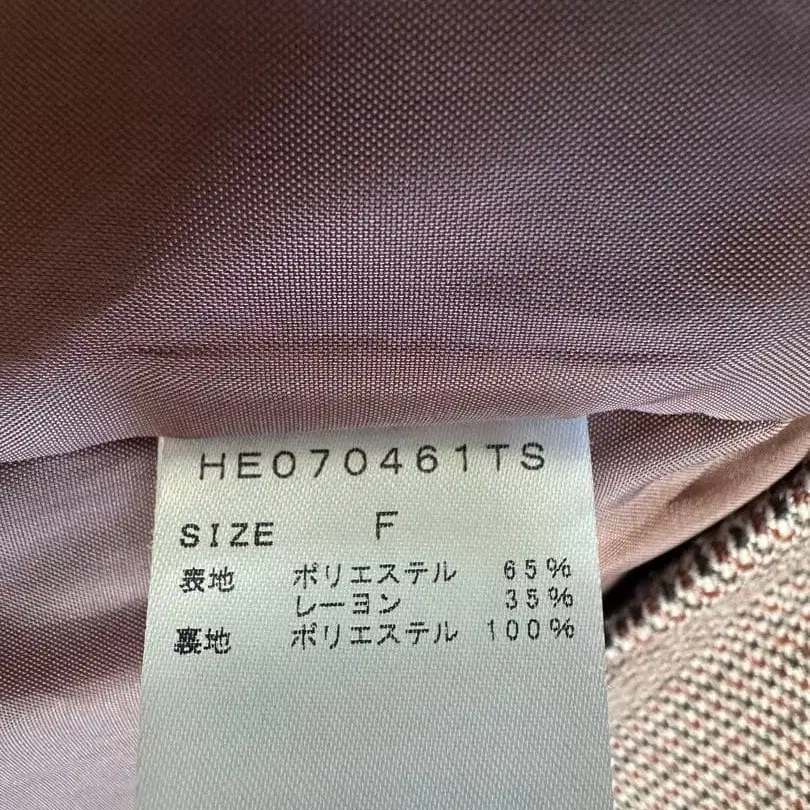 HE070461TS
SIZE F
表地 ポリエステル 65%
レーヨン 35%
裏地 ポリエステル 100%